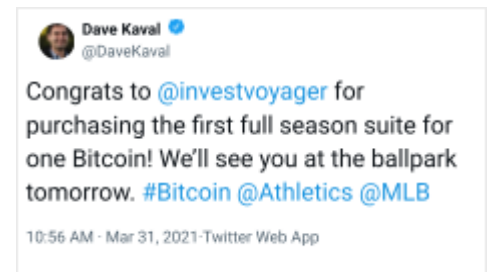 Dave Kaval
@DaveKaval
Congrats to @investvoyager for
purchasing the first full season suite for
one Bitcoin! We'll see you at the ballpark
tomorrow. #Bitcoin @Athletics @MLB
10:56 AM · Mar 31, 2021·Twitter Web App